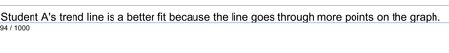 Student A's trend line is a better fit because the line goes through more points on the graph.
94 / 1000